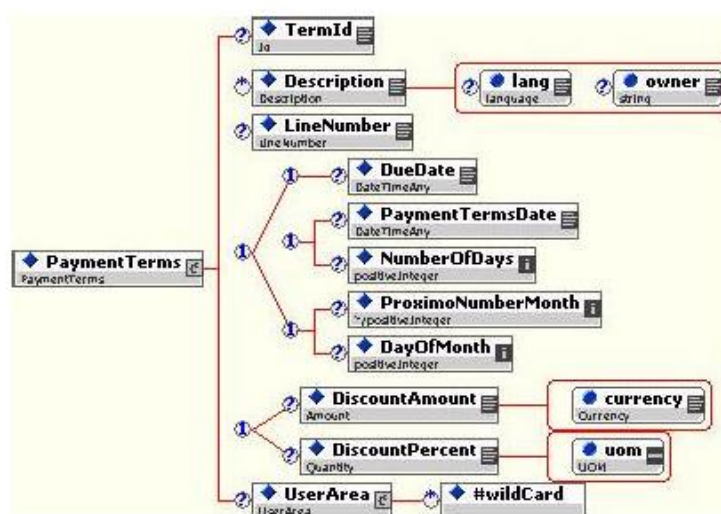 TermId
Id
Description
Description
lang
language
owner
string
LineNumber
LineNumber
DueDate
DateTimeAny
PaymentTermsDate
DateTimeAny
PaymentTerms
PaymentTerms
NumberOfDays
positiveInteger
ProximoNumberMonth
DayOfMonth
positiveInteger
DiscountAmount
Amount
currency
Currency
DiscountPercent
Quantity
uom
UOM
UserArea
UserArea
#wildCard